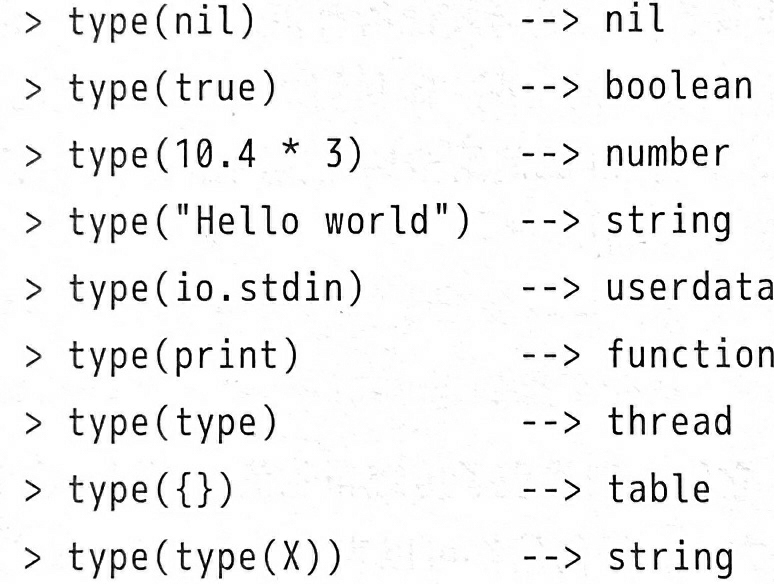 > type(nil) --> nil
> type(true) --> boolean
> type(10.4 * 3) --> number
> type("Hello world") --> string
> type(io.stdin) --> userdata
> type(print) --> function
> type(type) --> thread
> type({}) --> table
> type(type(X)) --> string